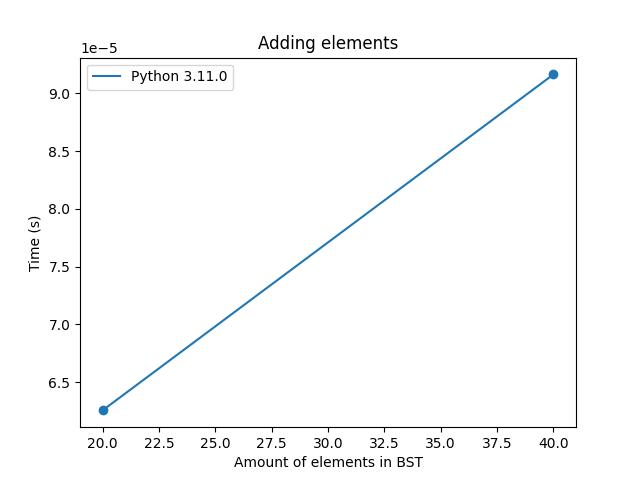 Adding elements
1e−5
Python 3.11.0
9.0
8.5
8.0
7.5
7.0
6.5
Time (s)
20.0 22.5 25.0 27.5 30.0 32.5 35.0 37.5 40.0
Amount of elements in BST